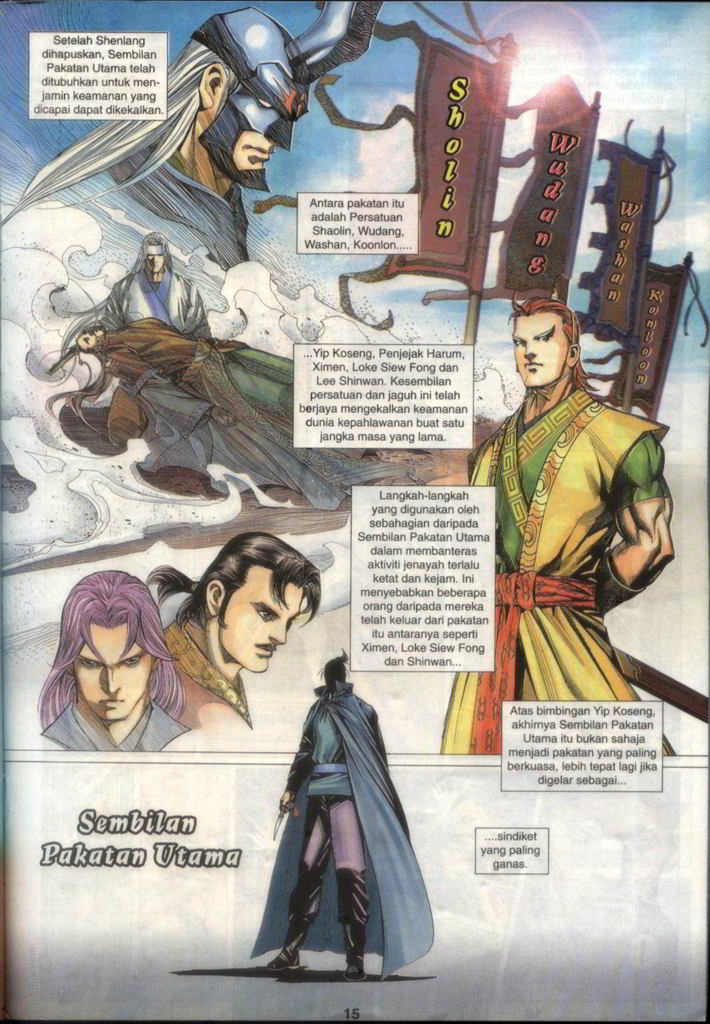 Setelah Shenlang
dihapuskan, Sembilan
Pakatan Utama telah
ditubuhkan untuk men-
jamin keamanan yang
dicapai dapat dikekalkan.
Sholin
Wudang
Washan
Konloon
Antara pakatan itu
adalah Persatuan
Shaolin, Wudang,
Washan, Koonlon.....
...Yip Koseng, Penjejak Harum,
Ximen, Loke Siew Fong dan
Lee Shinwan. Kesembilan
persatuan dan jaguh ini telah
berjaya mengekalkan keamanan
dunia kepahlawanan buat satu
jangka masa yang lama.
Langkah-langkah
yang digunakan oleh
sebahagian daripada
Sembilan Pakatan Utama
dalam membanteras
aktiviti jenayah terlalu
ketat dan kejam. Ini
menyebabkan beberapa
orang daripada mereka
telah keluar dari pakatan
itu antaranya seperti
Ximen, Loke Siew Fong
dan Shinwan...
Atas bimbingan Yip Koseng,
akhirnya Sembilan Pakatan
Utama itu bukan sahaja
menjadi pakatan yang paling
berkuasa, lebih tepat lagi jika
digelar sebagai...
Sembilan
Pakatan Utama
....sindiket
yang paling
ganas.
15